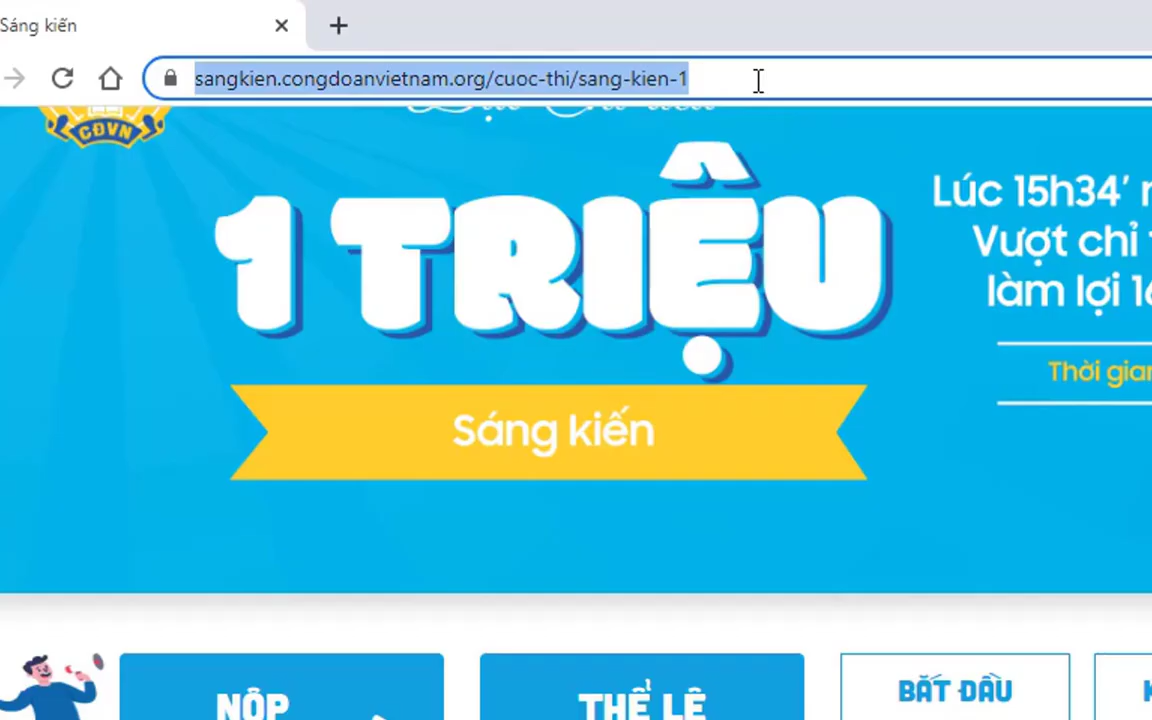 Sáng kiến
sangkien.congdoanvietnam.org/cuoc-thi/sang-kien-1
CĐVN
1 TRIỆU
Sáng kiến
Lúc 15h34'
Vượt chỉ
làm lợi
Thời gian
NỘP
THỂ LỆ
BẮT ĐẦU